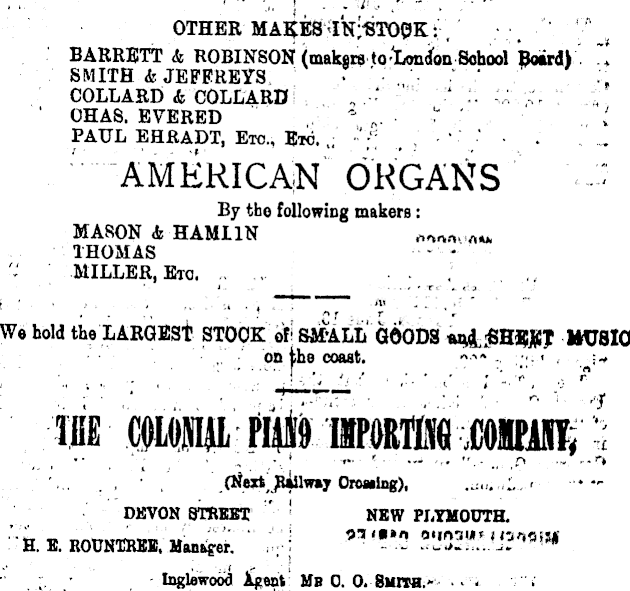 OTHER MAKES IN STOCK:
BARRETT & ROBINSON (makers to London School Board)
SMITH & JEFFREYS
COLLARD & COLLARD
CHAS. EVERED
PAUL EHRADT, ETC., ETC.
AMERICAN ORGANS
By the following makers:
MASON & HAMLIN
THOMAS
MILLER, ETC.
We hold the LARGEST STOCK of SMALL GOODS and SHEET MUSIC
on the coast.
THE COLONIAL PIANO IMPORTING COMPANY,
(Next Railway Crossing),
DEVON STREET NEW PLYMOUTH.
H. E. ROUNTREE, Manager.
Inglewood Agent MR C. O. SMITH.